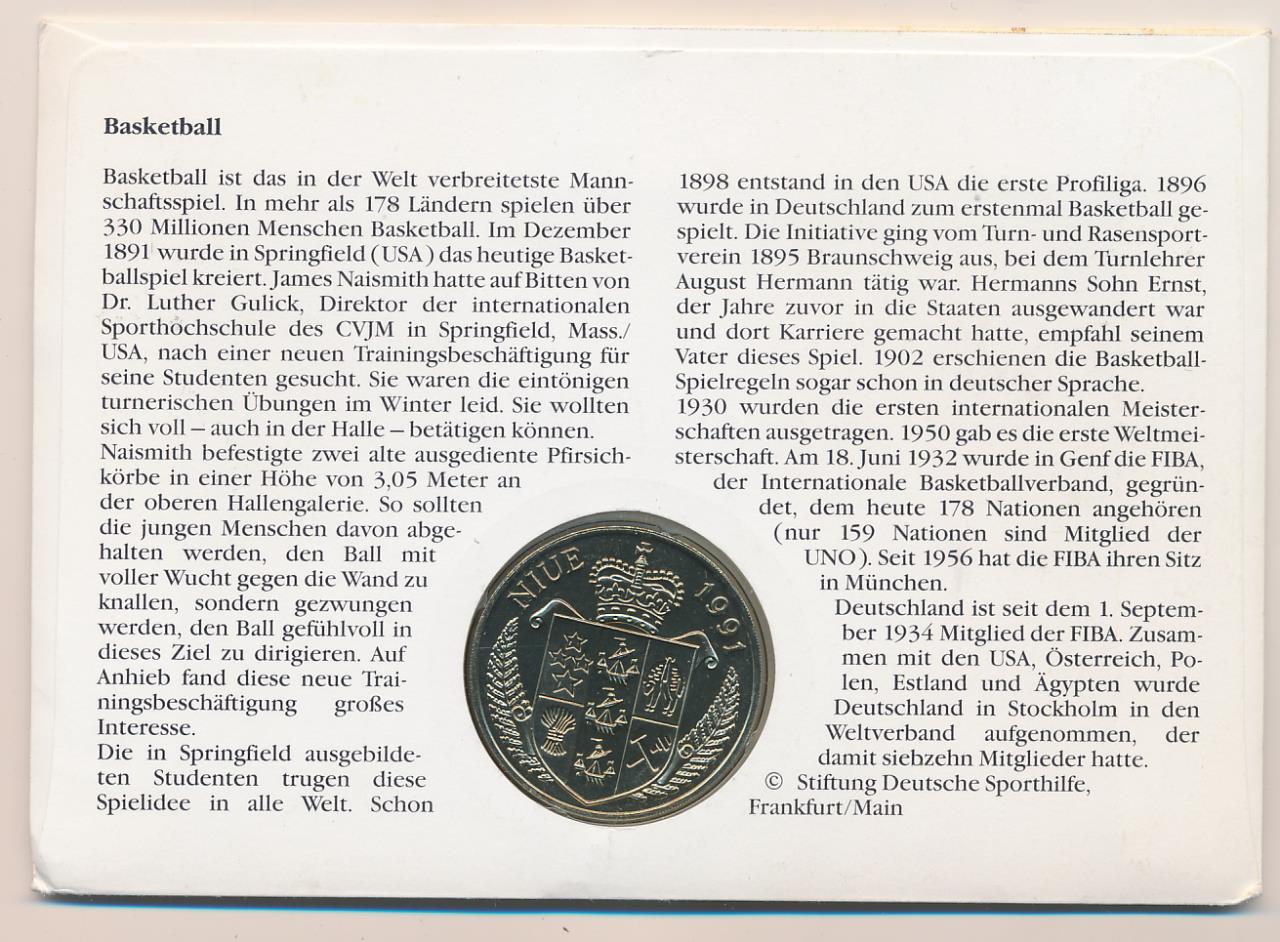 Basketball
Basketball ist das in der Welt verbreitetste Mann-
schaftsspiel. In mehr als 178 Ländern spielen über
330 Millionen Menschen Basketball. Im Dezember
1891 wurde in Springfield (USA) das heutige Basket-
ballspiel kreiert. James Naismith hatte auf Bitten von
Dr. Luther Gulick, Direktor der internationalen
Sporthochschule des CVJM in Springfield, Mass./
USA, nach einer neuen Trainingsbeschäftigung für
seine Studenten gesucht. Sie waren die eintönigen
turnerischen Übungen im Winter leid. Sie wollten
sich voll – auch in der Halle – betätigen können.
Naismith befestigte zwei alte ausgediente Pfirsich-
körbe in einer Höhe von 3,05 Meter an
der oberen Hallengalerie. So sollten
die jungen Menschen davon abge-
halten werden, den Ball mit
voller Wucht gegen die Wand zu
knallen, sondern gezwungen
werden, den Ball gefühlvoll in
dieses Ziel zu dirigieren. Auf
Anhieb fand diese neue Trai-
ningsbeschäftigung großes
Interesse.
Die in Springfield ausgebilde-
ten Studenten trugen diese
Spielidee in alle Welt. Schon
1898 entstand in den USA die erste Profiliga. 1896
wurde in Deutschland zum erstenmal Basketball ge-
spielt. Die Initiative ging vom Turn- und Rasensport-
verein 1895 Braunschweig aus, bei dem Turnlehrer
August Hermann tätig war. Hermanns Sohn Ernst,
der Jahre zuvor in die Staaten ausgewandert war
und dort Karriere gemacht hatte, empfahl seinem
Vater dieses Spiel. 1902 erschienen die Basketball-
Spielregeln sogar schon in deutscher Sprache.
1930 wurden die ersten internationalen Meister-
schaften ausgetragen. 1950 gab es die erste Weltmei-
sterschaft. Am 18. Juni 1932 wurde in Genf die FIBA,
der Internationale Basketballverband, gegrün-
det, dem heute 178 Nationen angehören
(nur 159 Nationen sind Mitglied der
UNO). Seit 1956 hat die FIBA ihren Sitz
in München.
Deutschland ist seit dem 1. Septem-
ber 1934 Mitglied der FIBA. Zusam-
men mit den USA, Österreich, Po-
len, Estland und Ägypten wurde
Deutschland in Stockholm in den
Weltverband aufgenommen, der
damit siebzehn Mitglieder hatte.
© Stiftung Deutsche Sporthilfe,
Frankfurt/Main
NIUE 1991